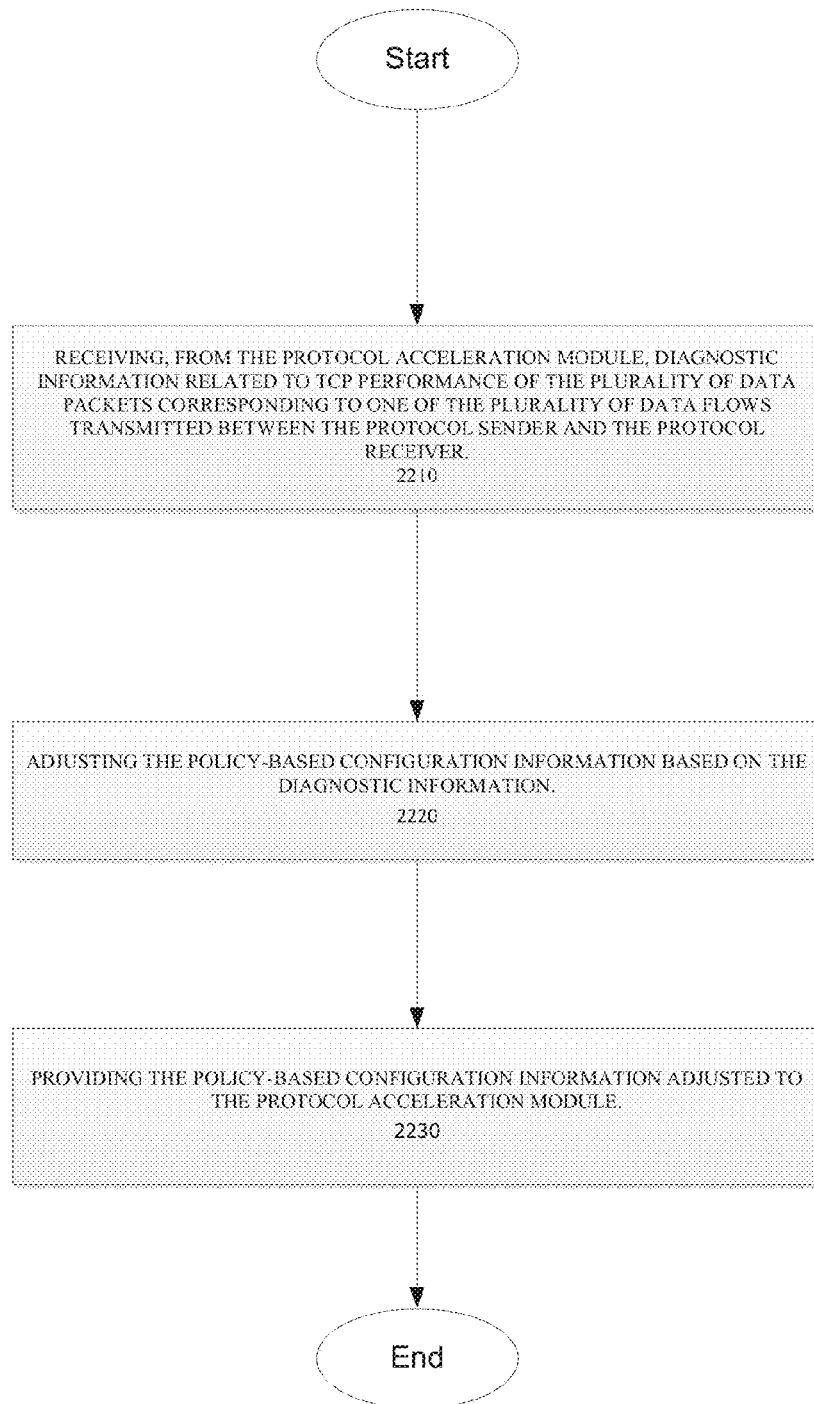 Start
RECEIVING, FROM THE PROTOCOL ACCELERATION MODULE, DIAGNOSTIC
INFORMATION RELATED TO TCP PERFORMANCE OF THE PLURALITY OF DATA
PACKETS CORRESPONDING TO ONE OF THE PLURALITY OF DATA FLOWS
TRANSMITTED BETWEEN THE PROTOCOL SENDER AND THE PROTOCOL
RECEIVER.
2210
ADJUSTING THE POLICY-BASED CONFIGURATION INFORMATION BASED ON THE
DIAGNOSTIC INFORMATION.
2220
PROVIDING THE POLICY-BASED CONFIGURATION INFORMATION ADJUSTED TO
THE PROTOCOL ACCELERATION MODULE.
2230
End